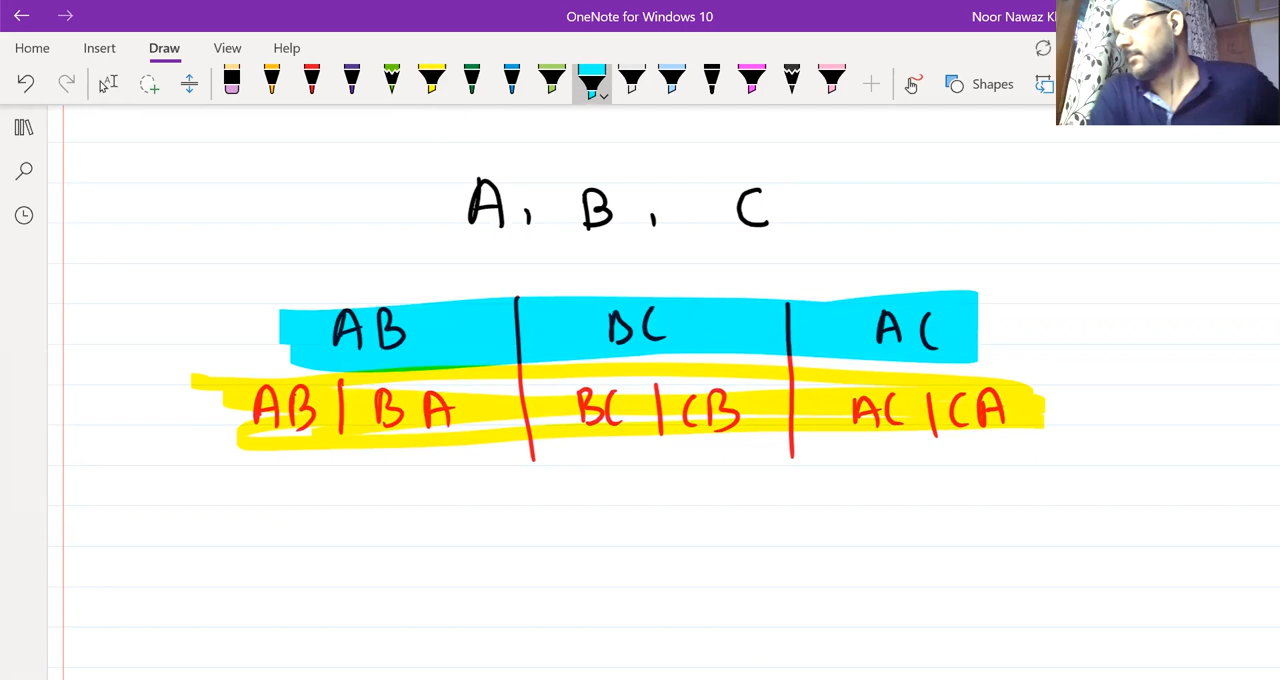 OneNote for Windows 10
Noor Nawaz Kh
Home Insert Draw View Help
Shapes
A, B, C
AB | BC | AC
AB | BA | BC | CB | AC | CA